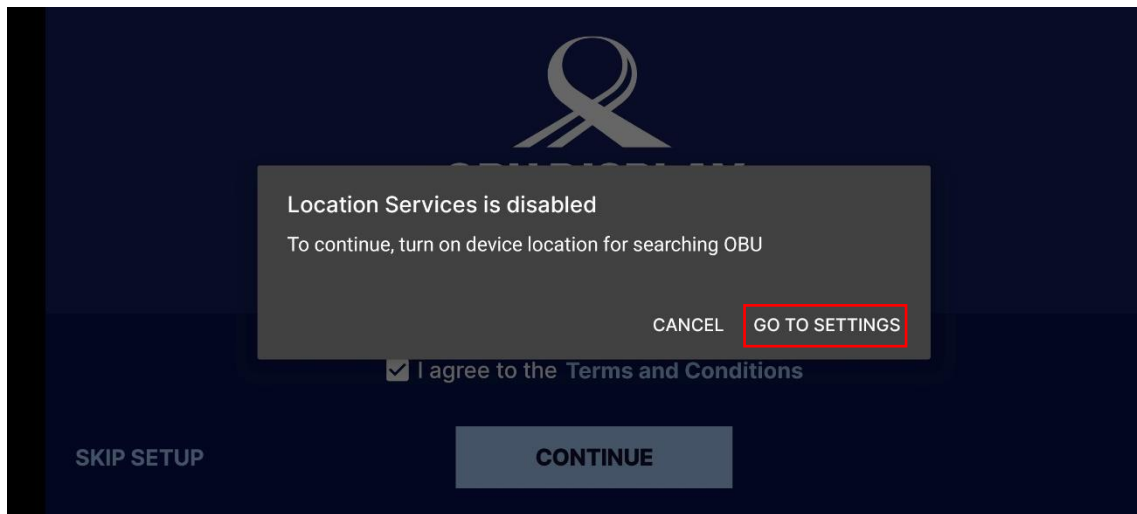 Location Services is disabled
To continue, turn on device location for searching OBU
CANCEL GO TO SETTINGS
I agree to the Terms and Conditions
SKIP SETUP CONTINUE